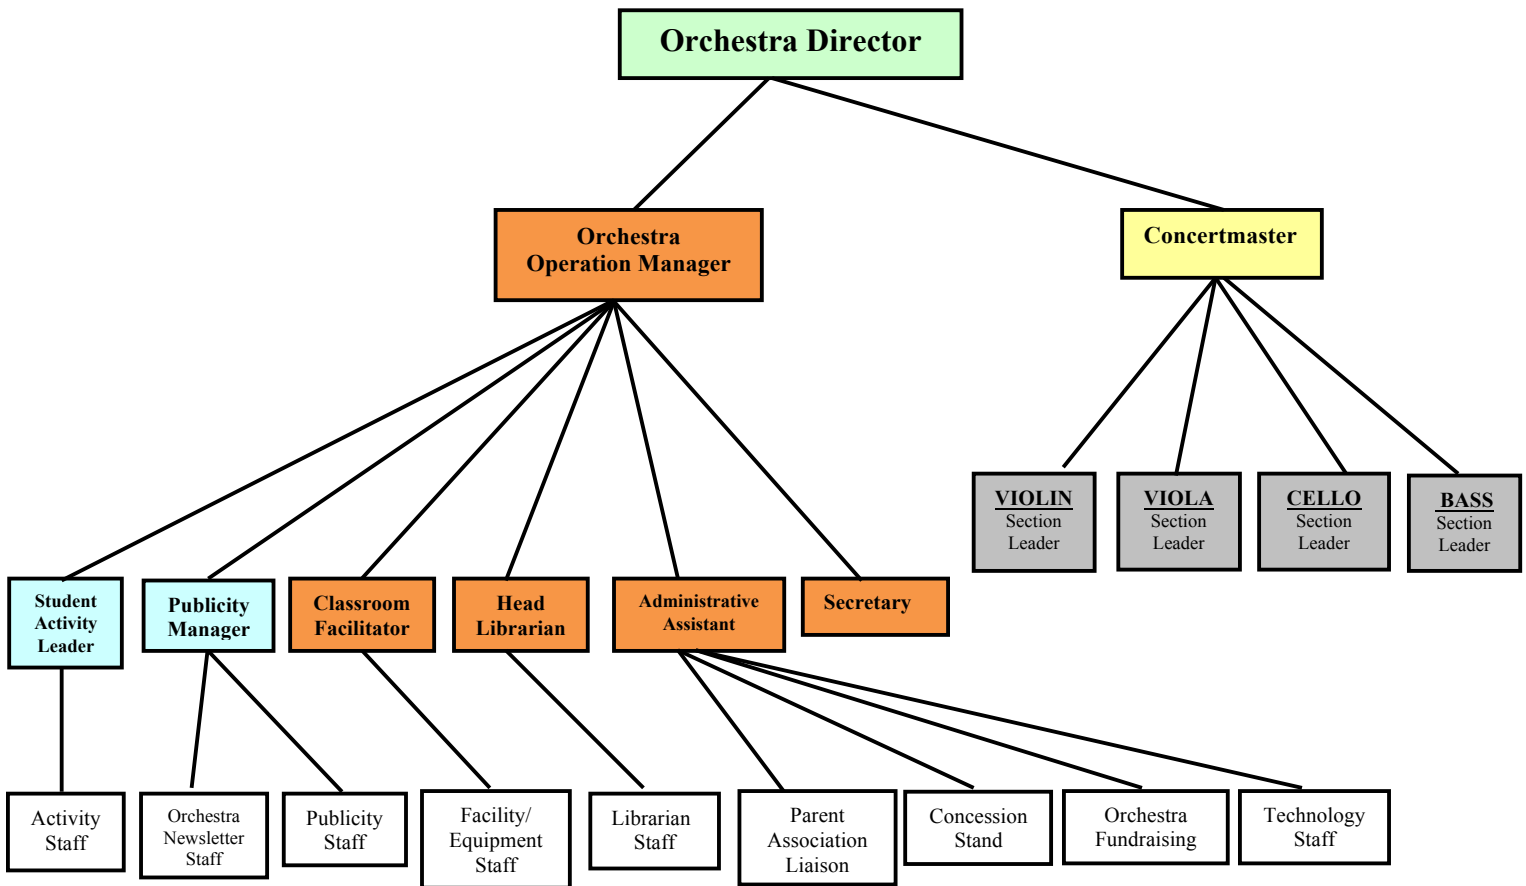 Orchestra Director
Orchestra
Operation Manager
Concertmaster
VIOLIN
Section
Leader
VIOLA
Section
Leader
CELLO
Section
Leader
BASS
Section
Leader
Student
Activity
Leader
Publicity
Manager
Classroom
Facilitator
Head
Librarian
Administrative
Assistant
Secretary
Activity
Staff
Orchestra
Newsletter
Staff
Publicity
Staff
Facility/
Equipment
Staff
Librarian
Staff
Parent
Association
Liaison
Concession
Stand
Orchestra
Fundraising
Technology
Staff